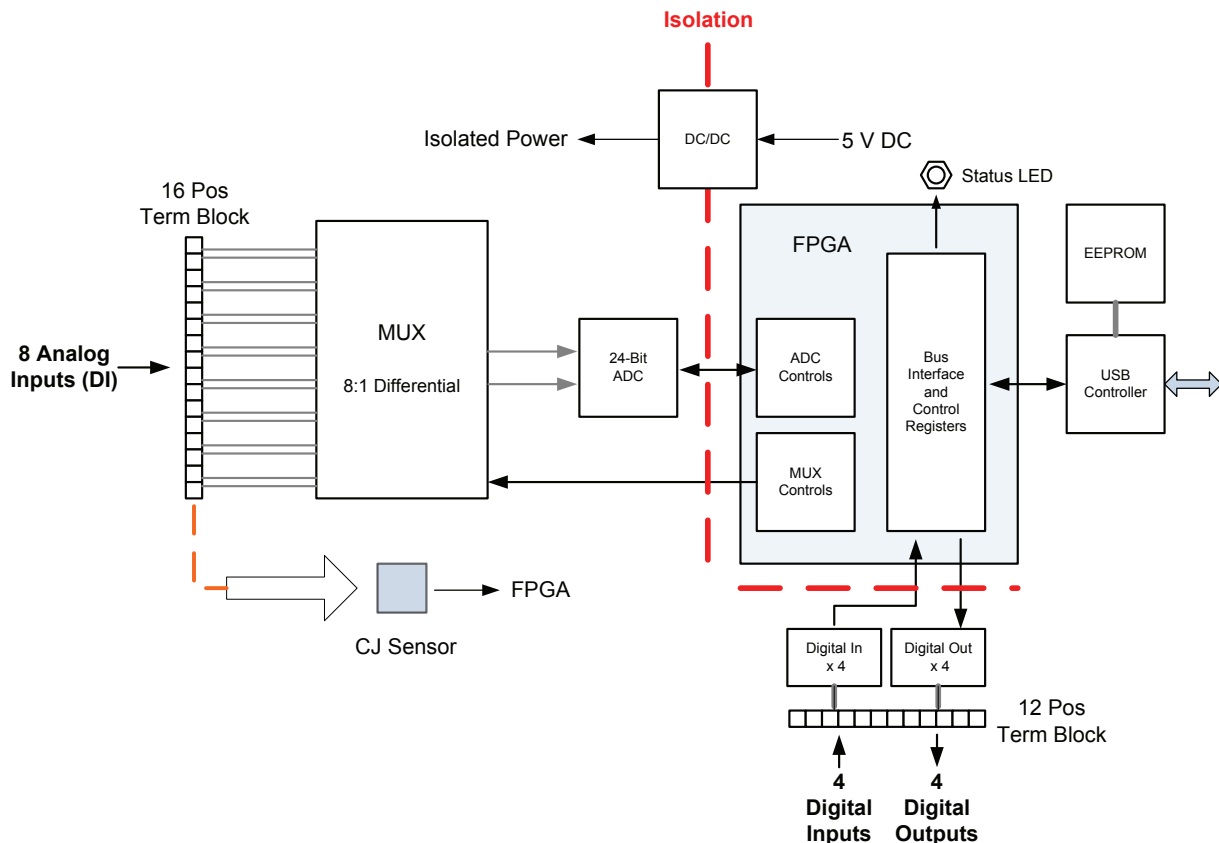 Isolation
Isolated Power
DC/DC
5 V DC
Status LED
16 Pos
Term Block
FPGA
EEPROM
MUX
8:1 Differential
8 Analog
Inputs (DI)
24-Bit
ADC
ADC
Controls
Bus
Interface
and
Control
Registers
USB
Controller
MUX
Controls
FPGA
CJ Sensor
Digital In
x 4
Digital Out
x 4
12 Pos
Term Block
4
Digital
Inputs
4
Digital
Outputs